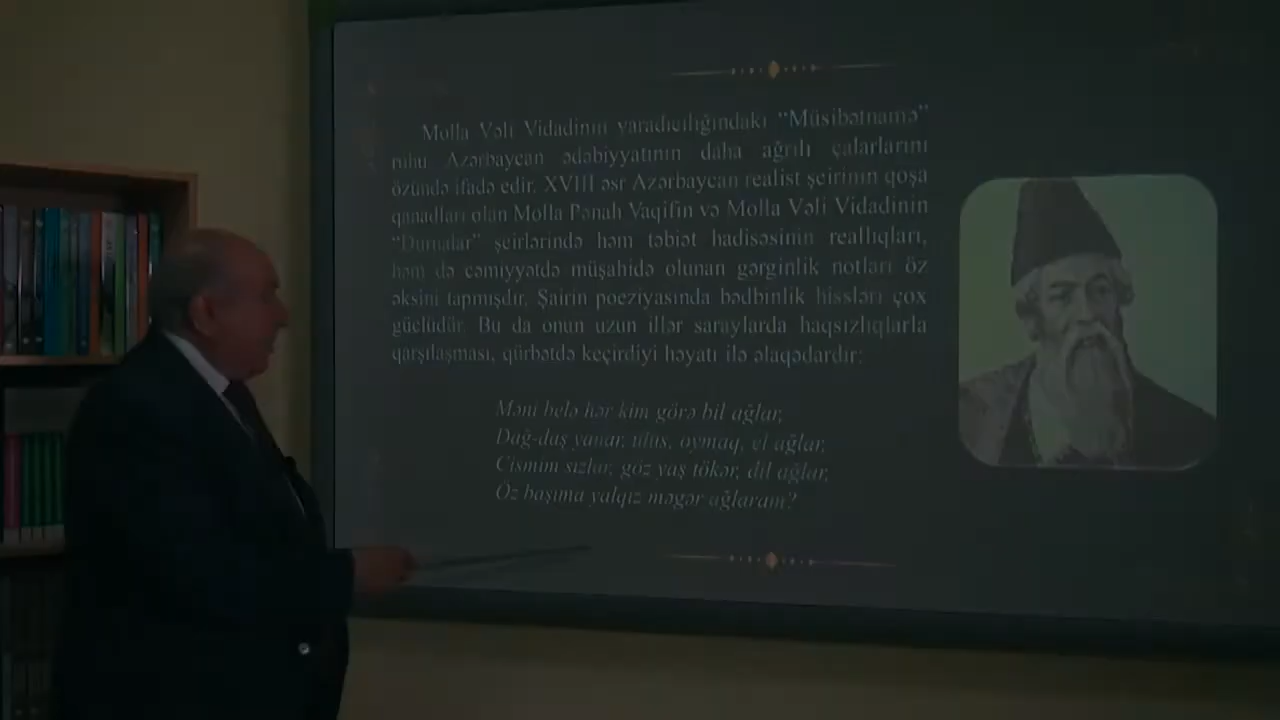 Molla Vəli Vidadinin yaradıcılığındakı “Müsibətnamə”
ruhu Azərbaycan ədəbiyyatının daha ağrılı çalarlarını
özündə ifadə edir. XVIII əsr Azərbaycan realist şeirinin qoşa
qanadları olan Molla Pənah Vaqifin və Molla Vəli Vidadinin
“Durnalar” şeirlərində həm təbiət hadisəsinin reallıqları,
həm də cəmiyyətdə müşahidə olunan gərginlik notları öz
əksini tapmışdır. Şairin poeziyasında bədbinlik hissləri çox
güclüdür. Bu da onun uzun illər saraylarda haqsızlıqlarla
qarşılaşması, qürbətdə keçirdiyi həyatı ilə əlaqədardır:
Məni belə hər kim görə bil ağlar,
Dağ-daş yanar, ulus, oymaq, el ağlar,
Cismim sızlar, göz yaş tökər, dil ağlar,
Öz başıma yalqız məgər ağlaram?